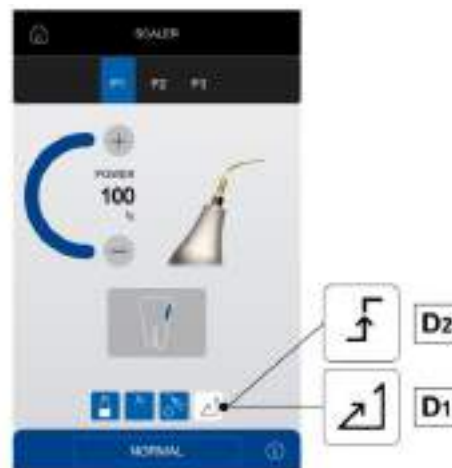 SCALER
P1 P2 P3
+
POWER
100
%
−
D2
D1
NORMAL